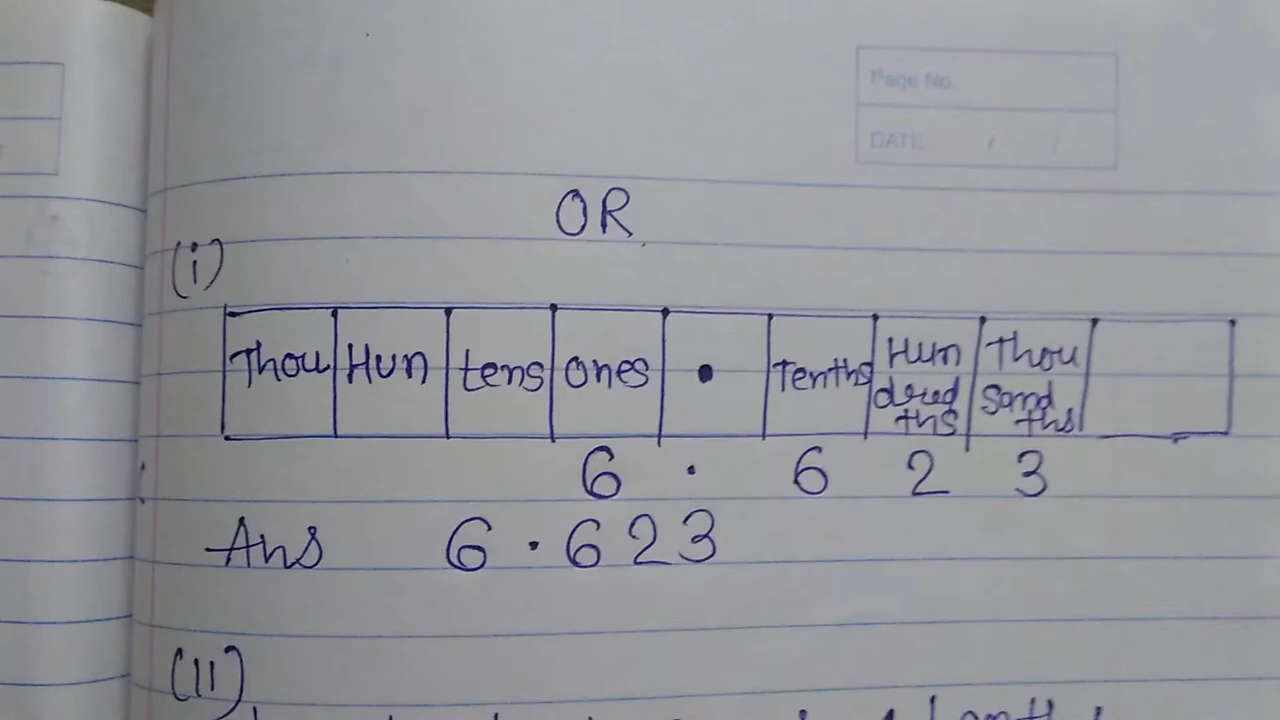 Page No.
DATE / /
OR
(i)
Thou Hun tens ones • Tenths Hun dred ths Thou sand ths
6 . 6 2 3
Ans 6.623
(II)